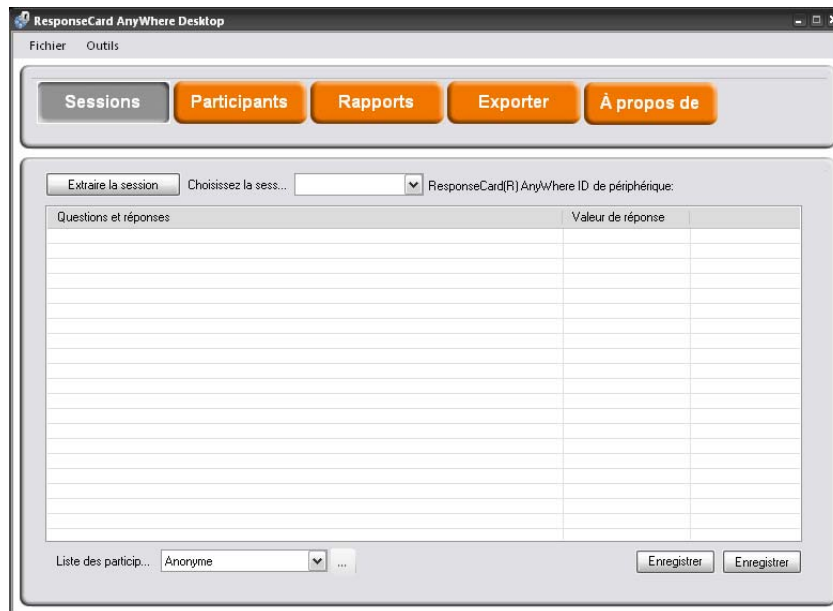 ResponseCard AnyWhere Desktop
Fichier Outils
Sessions Participants Rapports Exporter À propos de
Extraire la session Choisissez la sess... ResponseCard(R) AnyWhere ID de périphérique:
Questions et réponses Valeur de réponse
Liste des particip... Anonyme ... Enregistrer Enregistrer